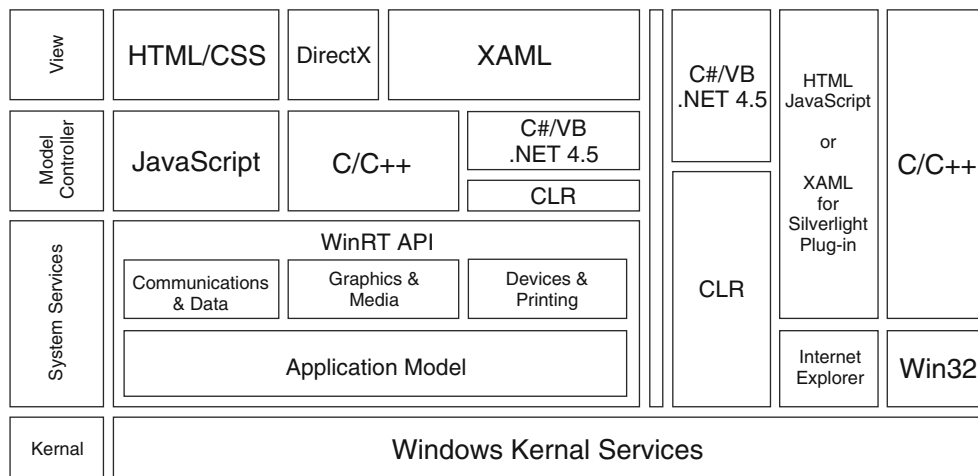 View
HTML/CSS
DirectX
XAML
Model
Controller
JavaScript
C/C++
C#/VB
.NET 4.5
CLR
System Services
WinRT API
Communications
& Data
Graphics &
Media
Devices &
Printing
Application Model
C#/VB
.NET 4.5
CLR
HTML
JavaScript
or
XAML
for
Silverlight
Plug-in
Internet
Explorer
C/C++
Win32
Kernal
Windows Kernal Services